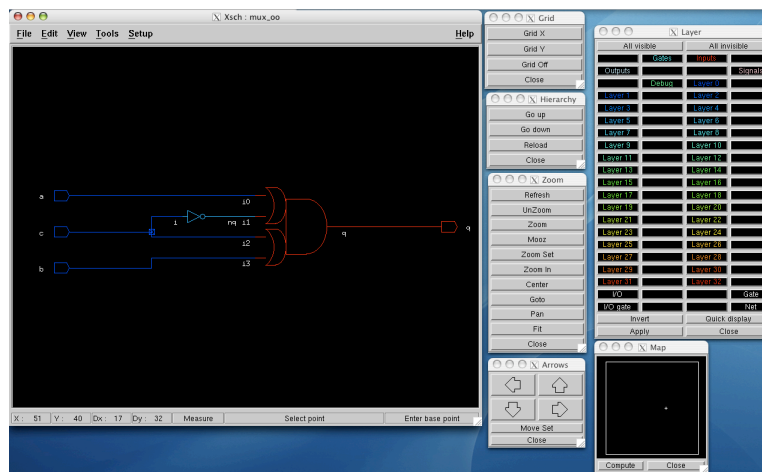 Xsch : mux_oo
File Edit View Tools Setup Help
a
c
b
i
nq
i0
i1
i2
i3
q
q
X : 51 Y : 40 Dx : 17 Dy : 32 Measure Select point Enter base point
Grid
Grid X
Grid Y
Grid Off
Close
Hierarchy
Go up
Go down
Reload
Close
Zoom
Refresh
UnZoom
Zoom
Mooz
Zoom Set
Zoom In
Center
Goto
Pan
Fit
Close
Arrows
Move Set
Close
Layer
All visible All invisible
Gates Inputs
Outputs Signals
Debug Layer 0
Layer 1 Layer 2
Layer 3 Layer 4
Layer 5 Layer 6
Layer 7 Layer 8
Layer 9 Layer 10
Layer 11 Layer 12
Layer 13 Layer 14
Layer 15 Layer 16
Layer 17 Layer 18
Layer 19 Layer 20
Layer 21 Layer 22
Layer 23 Layer 24
Layer 25 Layer 26
Layer 27 Layer 28
Layer 29 Layer 30
Layer 31 Layer 32
I/O Gate
I/O gate Net
Invert Quick display
Apply Close
Map
Compute Close